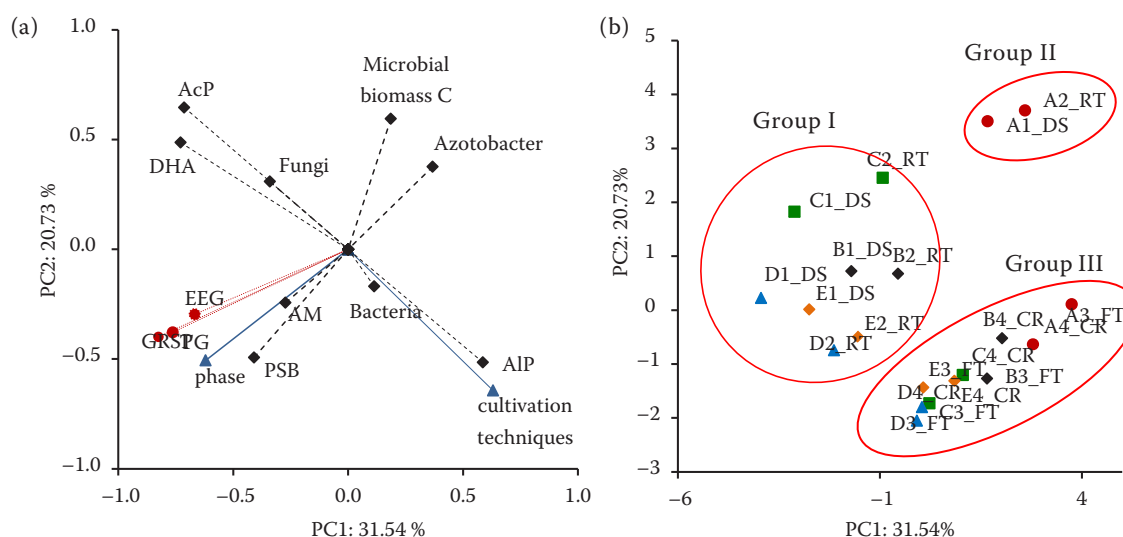 (a)
1.0
0.5
0.0
−0.5
−1.0
−1.0
−0.5
0.0
0.5
1.0
PC2: 20.73 %
PC1: 31.54 %
AcP
DHA
Fungi
Microbial
biomass C
Azotobacter
EEG
GRST
PG
phase
AM
PSB
Bacteria
AlP
cultivation
techniques
(b)
5
4
3
2
1
0
−1
−2
−3
−6
−1
4
PC2: 20.73%
PC1: 31.54%
Group I
Group II
Group III
A2_RT
A1_DS
C2_RT
C1_DS
B1_DS
B2_RT
D1_DS
E1_DS
E2_RT
D2_RT
A3_FT
B4_CR
A4_CR
C4_CR
E3_FT
B3_FT
D4_CR
E4_CR
C3_FT
D3_FT